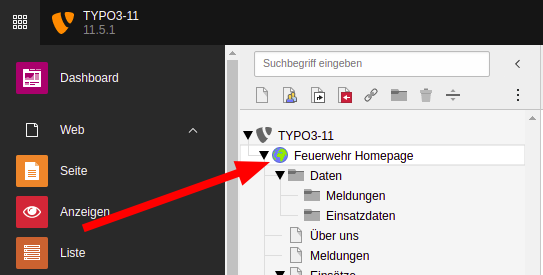 TYPO3-11
11.5.1
Dashboard
Web
Seite
Anzeigen
Liste
Suchbegriff eingeben
TYPO3-11
Feuerwehr Homepage
Daten
Meldungen
Einsatzdaten
Über uns
Meldungen
Einsätze